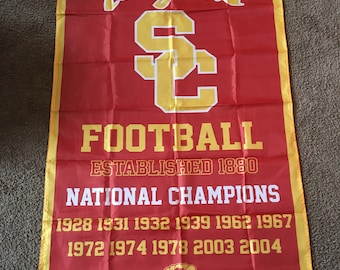 SC
FOOTBALL
ESTABLISHED 1880
NATIONAL CHAMPIONS
1928 1931 1932 1939 1962 1967
1972 1974 1978 2003 2004